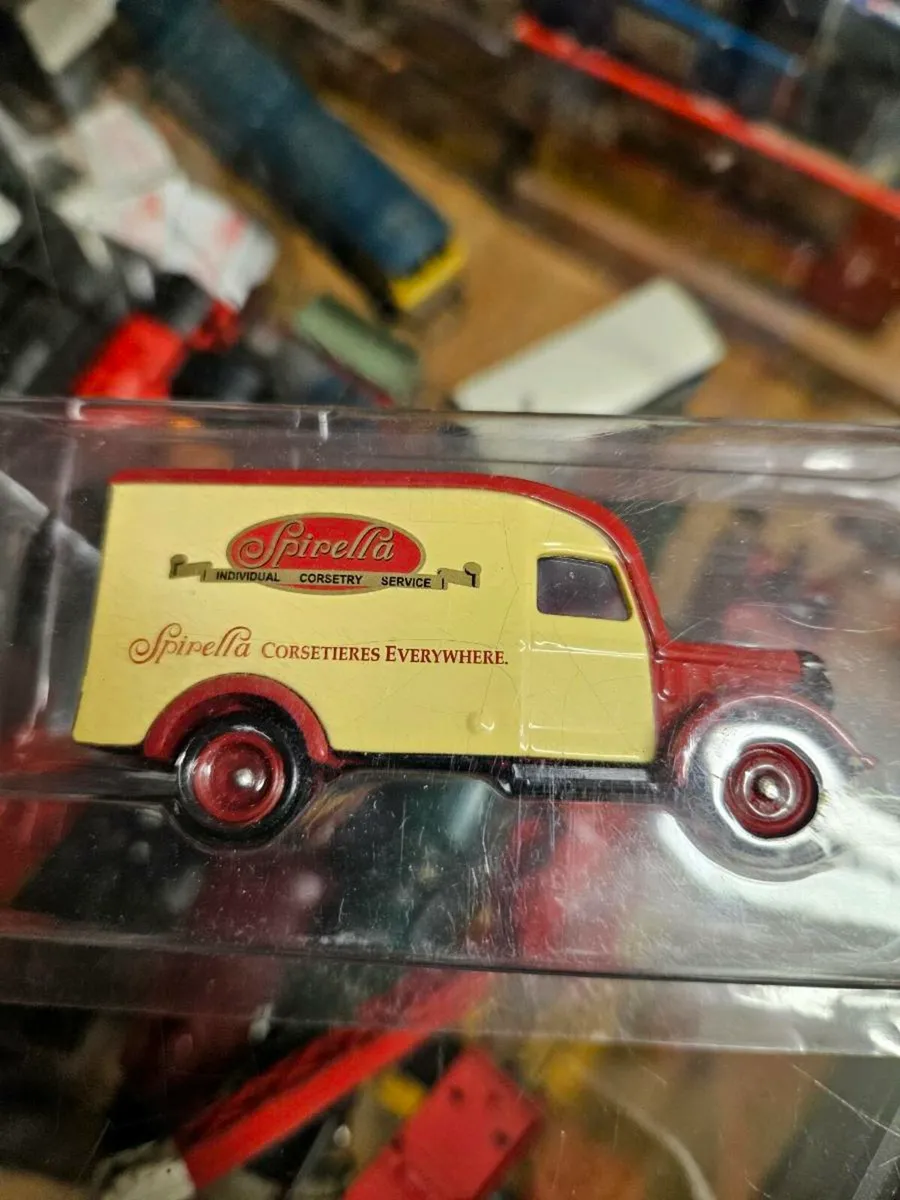 Spirella
INDIVIDUAL CORSETRY SERVICE
Spirella CORSETIERES EVERYWHERE.